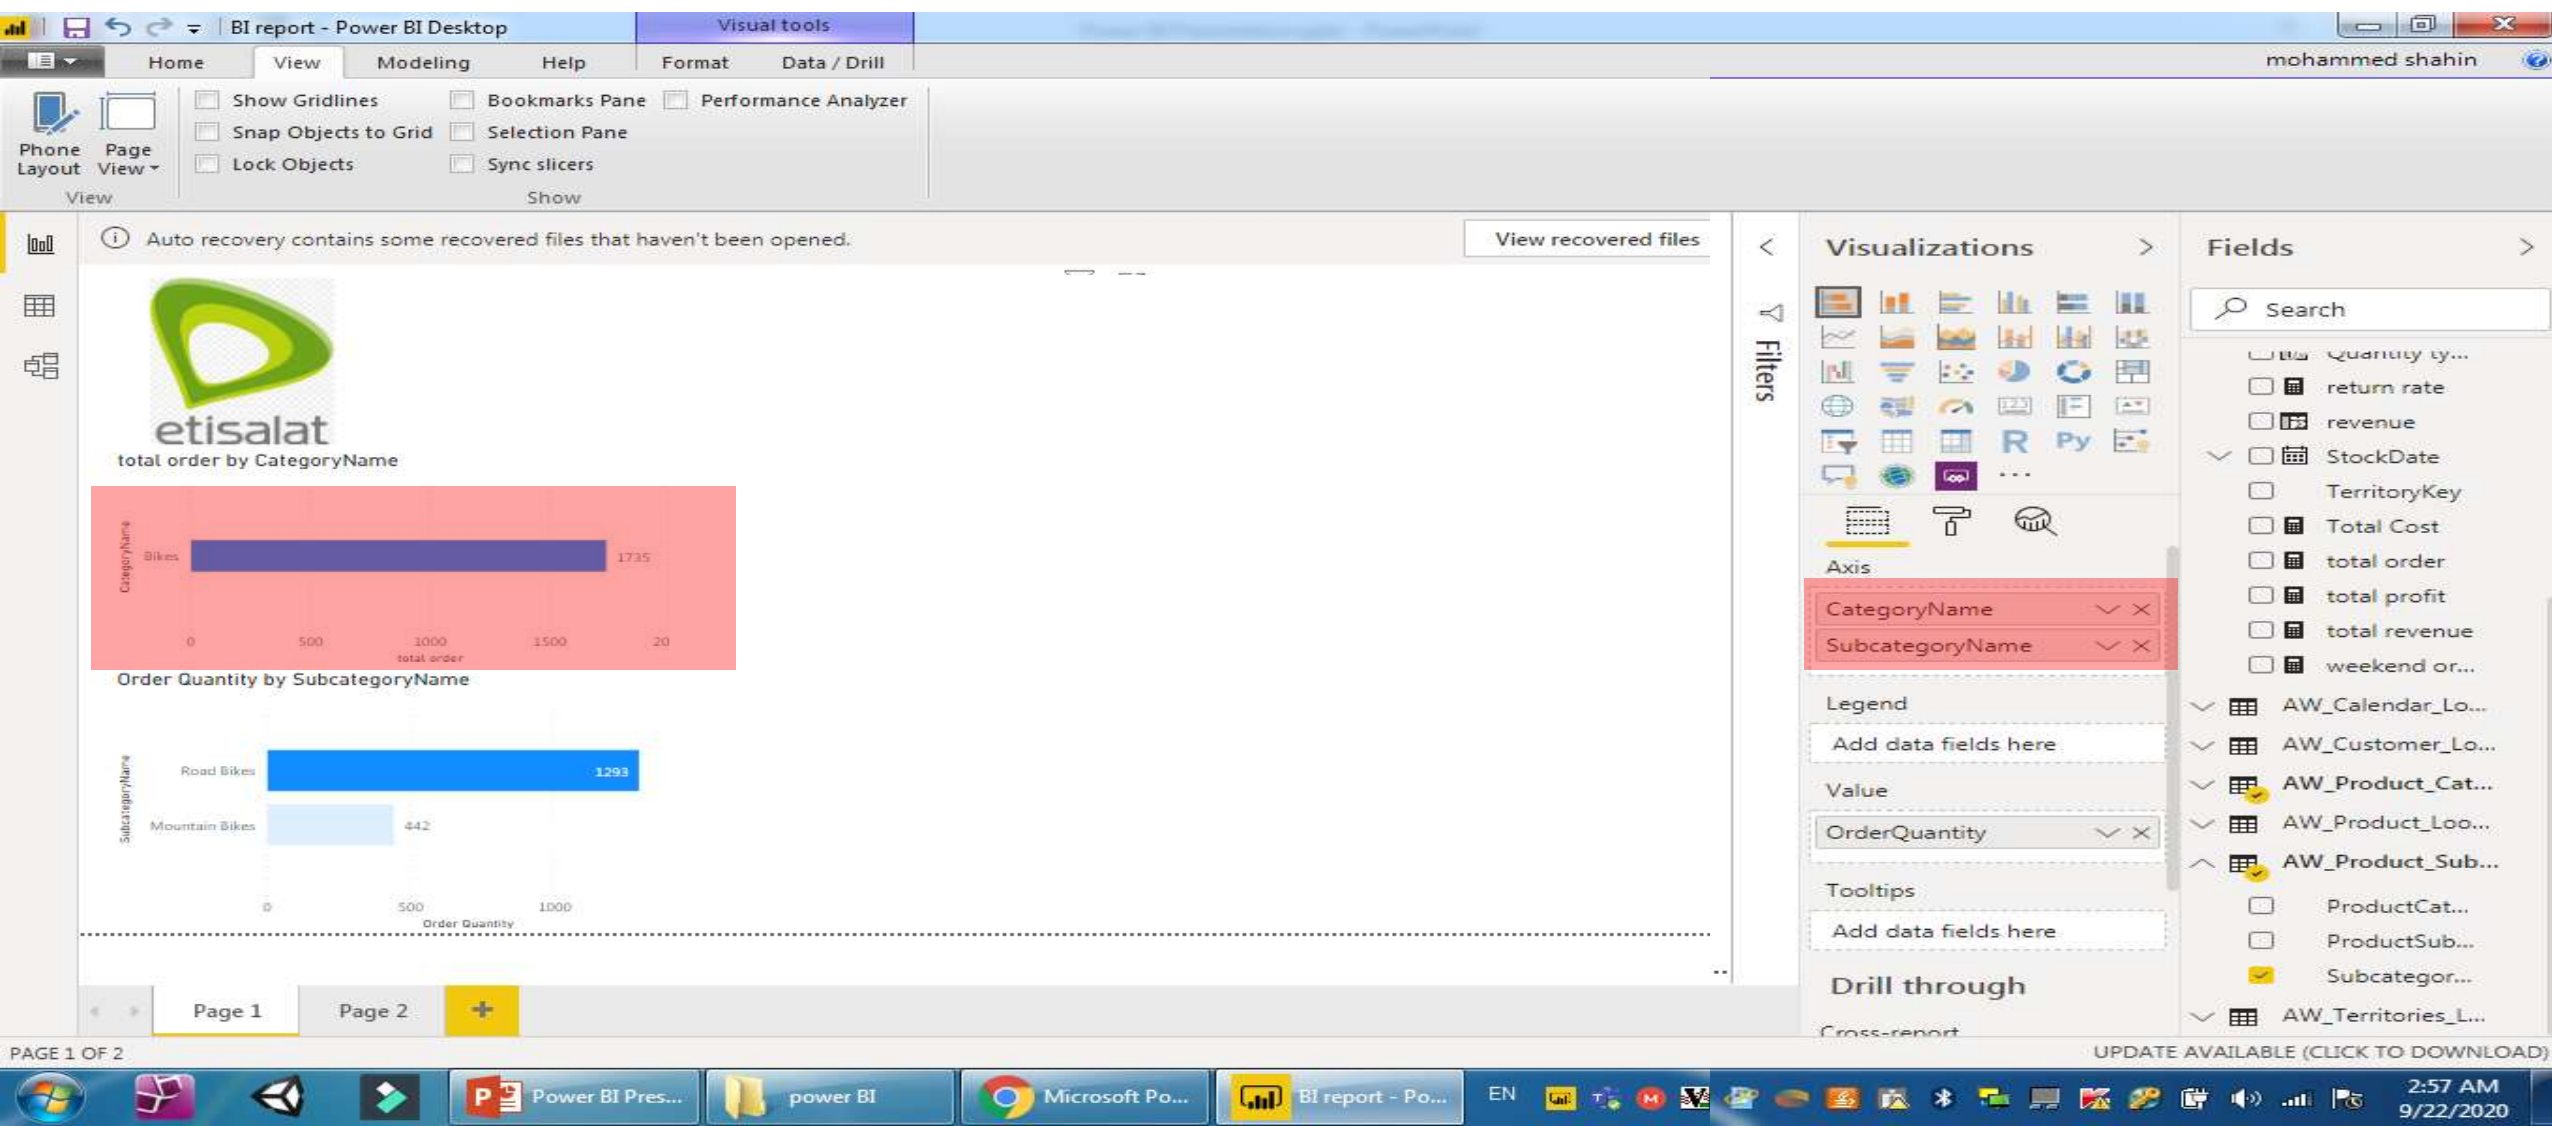 BI report - Power BI Desktop
Visual tools
Home
View
Modeling
Help
Format
Data / Drill
mohammed shahin
Phone Layout
Page View
Show Gridlines
Snap Objects to Grid
Lock Objects
Bookmarks Pane
Selection Pane
Sync slicers
Performance Analyzer
View
Show
Auto recovery contains some recovered files that haven't been opened.
View recovered files
etisalat
total order by CategoryName
CategoryName
Bikes
1735
0
500
1000
1500
20
total order
Order Quantity by SubcategoryName
SubcategoryName
Road Bikes
1293
Mountain Bikes
442
0
500
1000
Order Quantity
Page 1
Page 2
PAGE 1 OF 2
Filters
Visualizations
R
Py
123
...
Axis
CategoryName
SubcategoryName
Legend
Add data fields here
Value
OrderQuantity
Tooltips
Add data fields here
Drill through
Cross-report
Fields
Search
Quantity ty...
return rate
revenue
StockDate
TerritoryKey
Total Cost
total order
total profit
total revenue
weekend or...
AW_Calendar_Lo...
AW_Customer_Lo...
AW_Product_Cat...
AW_Product_Loo...
AW_Product_Sub...
ProductCat...
ProductSub...
Subcategor...
AW_Territories_L...
UPDATE AVAILABLE (CLICK TO DOWNLOAD)
Power BI Pres...
power BI
Microsoft Po...
BI report - Po...
EN
2:57 AM
9/22/2020